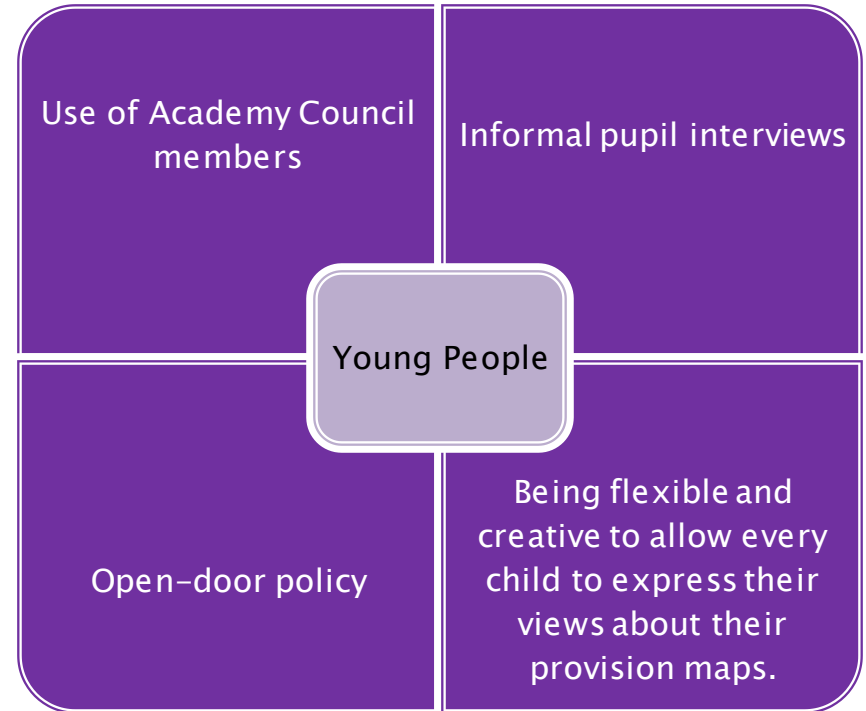 Use of Academy Council
members
Informal pupil interviews
Young People
Open-door policy
Being flexible and
creative to allow every
child to express their
views about their
provision maps.